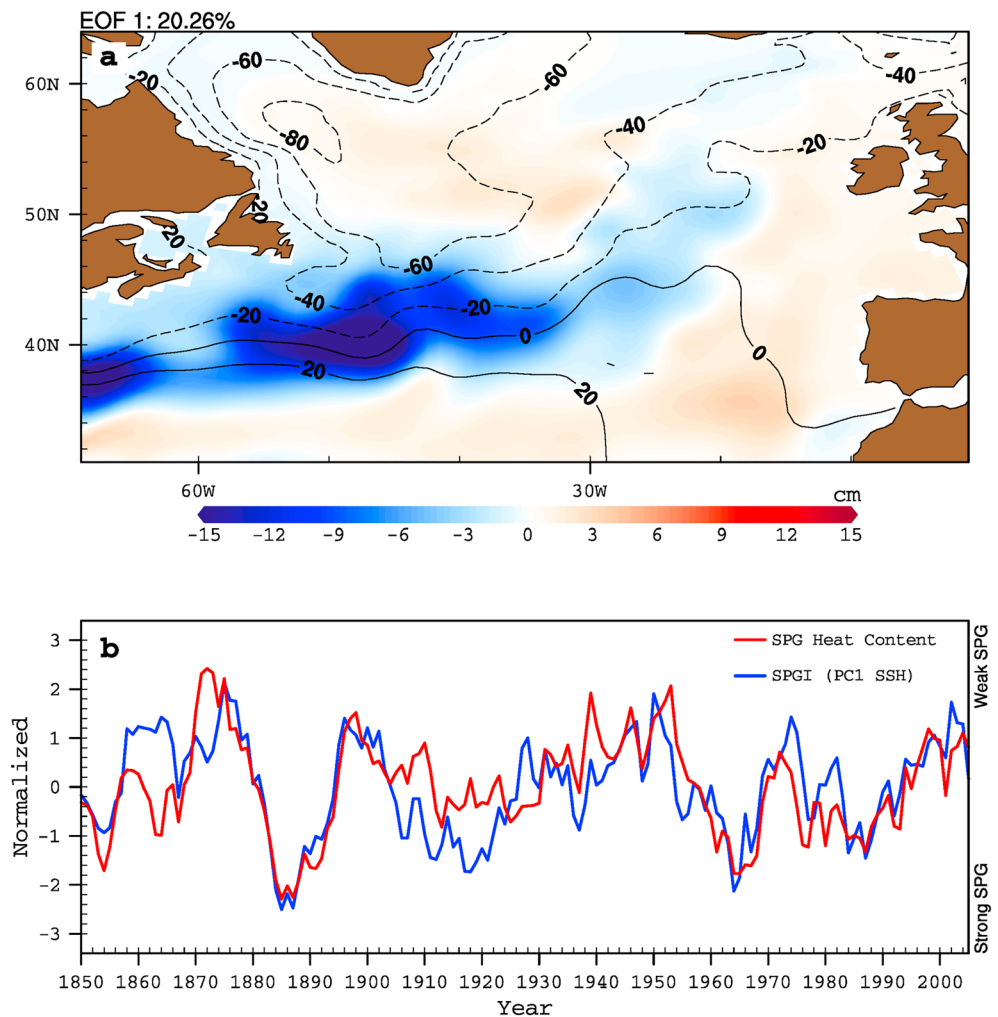 EOF 1: 20.26%
a
-20
-60
-60
-40
60N
-80
-40
-20
50N
-20
-20
-60
-40
-20
-20
0
40N
0
20
20
60W
30W
cm
-15 -12 -9 -6 -3 0 3 6 9 12 15
b
SPG Heat Content
SPGI (PC1 SSH)
Weak SPG
Strong SPG
Normalized
3
2
1
0
-1
-2
-3
1850 1860 1870 1880 1890 1900 1910 1920 1930 1940 1950 1960 1970 1980 1990 2000
Year